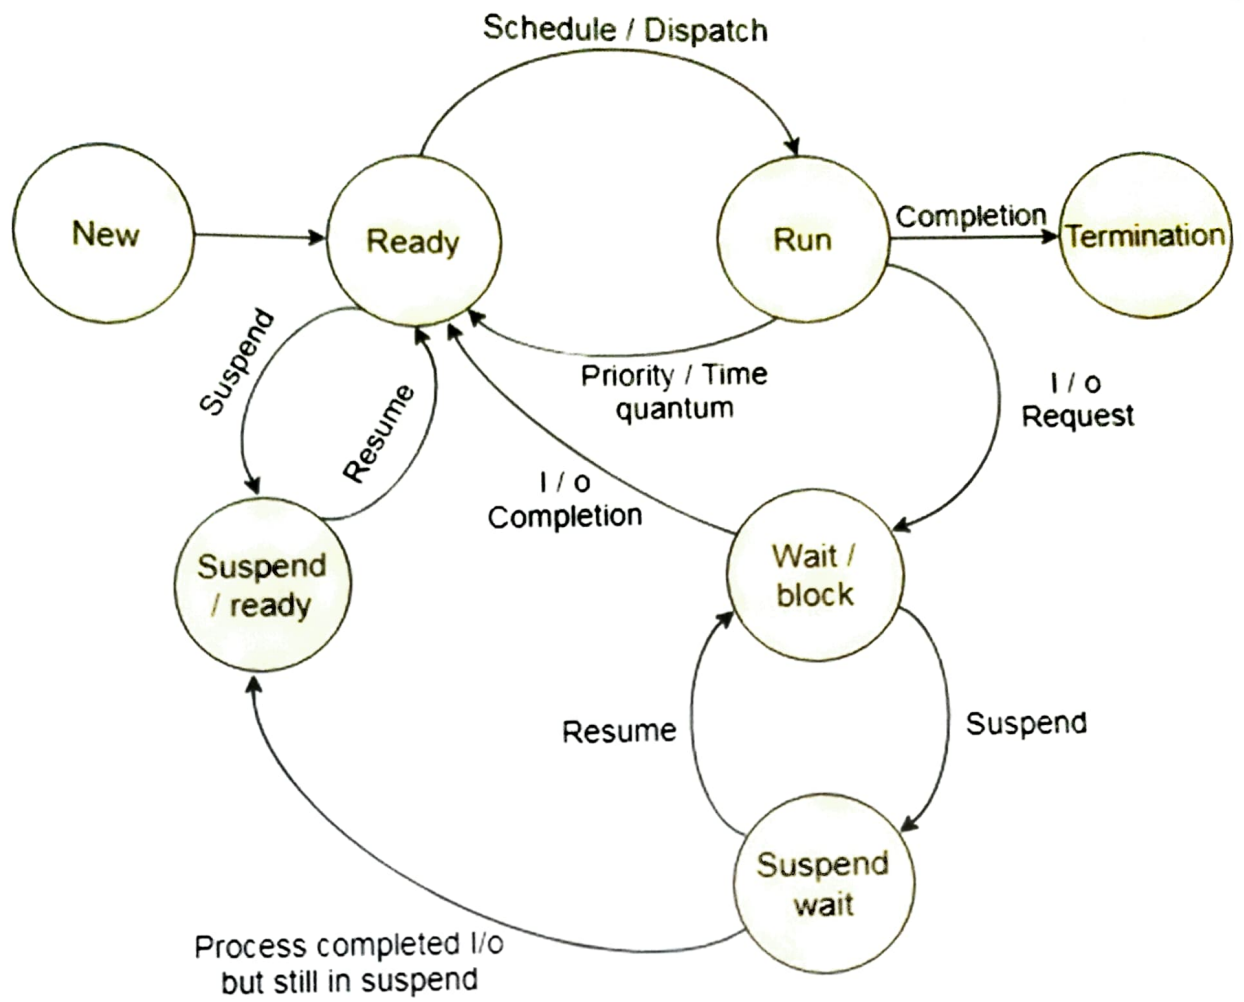 Schedule / Dispatch
New
Ready
Run
Completion
Termination
Suspend
Resume
Priority / Time
quantum
I / o
Request
I / o
Completion
Suspend
/ ready
Wait /
block
Resume
Suspend
Suspend
wait
Process completed I/o
but still in suspend